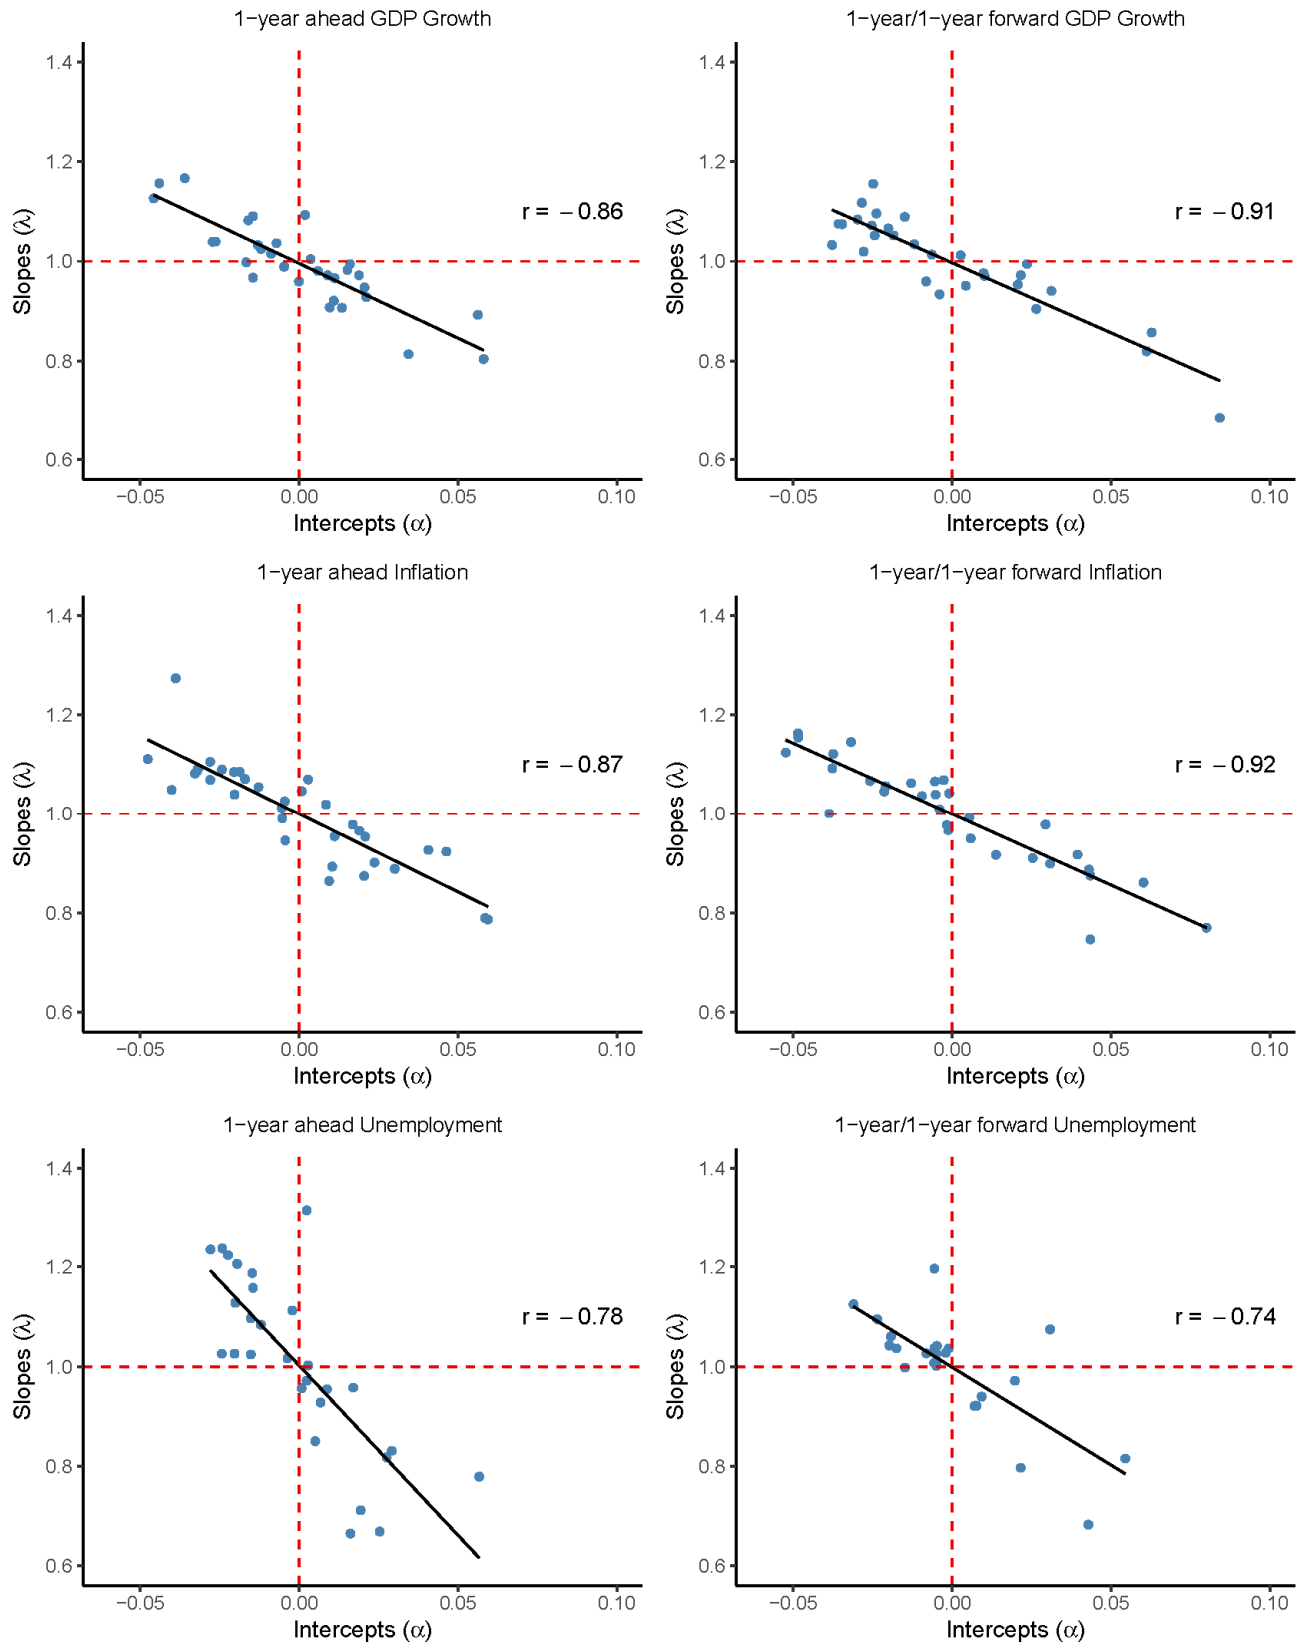 1−year ahead GDP Growth
1.4
1.2
1.0
0.8
0.6
Slopes (λ)
r = −0.86
−0.05 0.00 0.05 0.10
Intercepts (α)
1−year/1−year forward GDP Growth
1.4
1.2
1.0
0.8
0.6
Slopes (λ)
r = −0.91
−0.05 0.00 0.05 0.10
Intercepts (α)
1−year ahead Inflation
1.4
1.2
1.0
0.8
0.6
Slopes (λ)
r = −0.87
−0.05 0.00 0.05 0.10
Intercepts (α)
1−year/1−year forward Inflation
1.4
1.2
1.0
0.8
0.6
Slopes (λ)
r = −0.92
−0.05 0.00 0.05 0.10
Intercepts (α)
1−year ahead Unemployment
1.4
1.2
1.0
0.8
0.6
Slopes (λ)
r = −0.78
−0.05 0.00 0.05 0.10
Intercepts (α)
1−year/1−year forward Unemployment
1.4
1.2
1.0
0.8
0.6
Slopes (λ)
r = −0.74
−0.05 0.00 0.05 0.10
Intercepts (α)